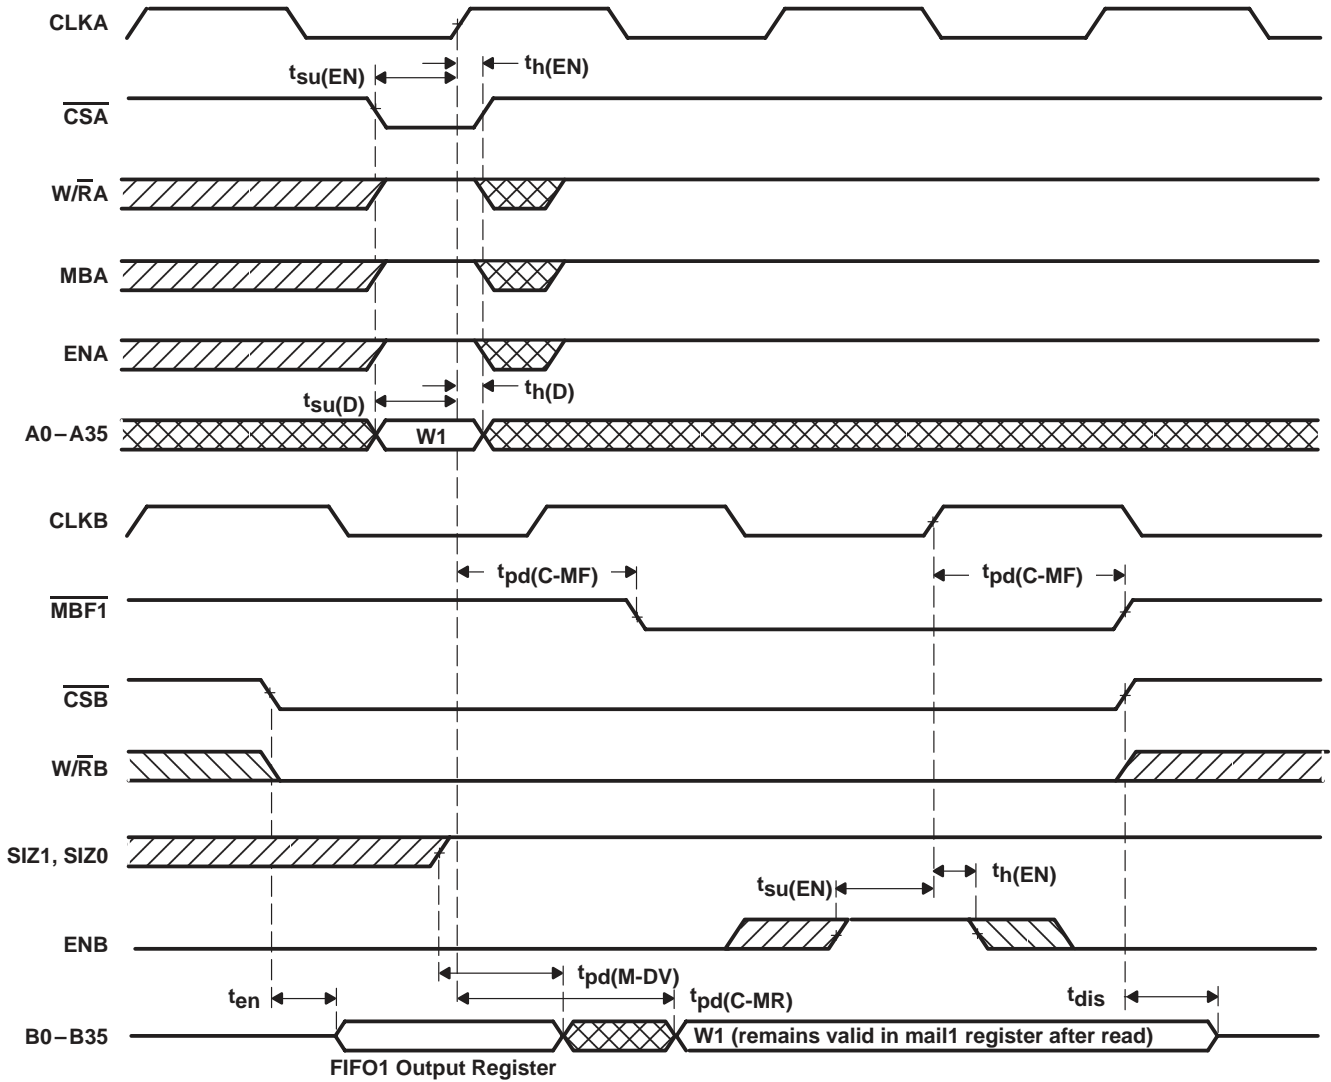 CLKA
tsu(EN)
th(EN)
CSA
W/RA
MBA
ENA
tsu(D)
th(D)
A0–A35
W1
CLKB
tpd(C-MF)
tpd(C-MF)
MBF1
CSB
W/RB
SIZ1, SIZ0
tsu(EN)
th(EN)
ENB
tpd(M-DV)
ten
tpd(C-MR)
tdis
B0–B35
W1 (remains valid in mail1 register after read)
FIFO1 Output Register